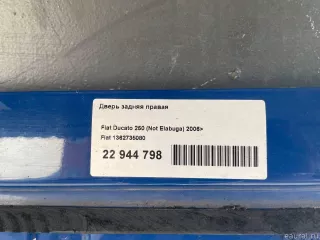 Дверь задняя правая
Fiat Ducato 250 (Not Elabuga) 2006>
Fiat 1362735080
22 944 798